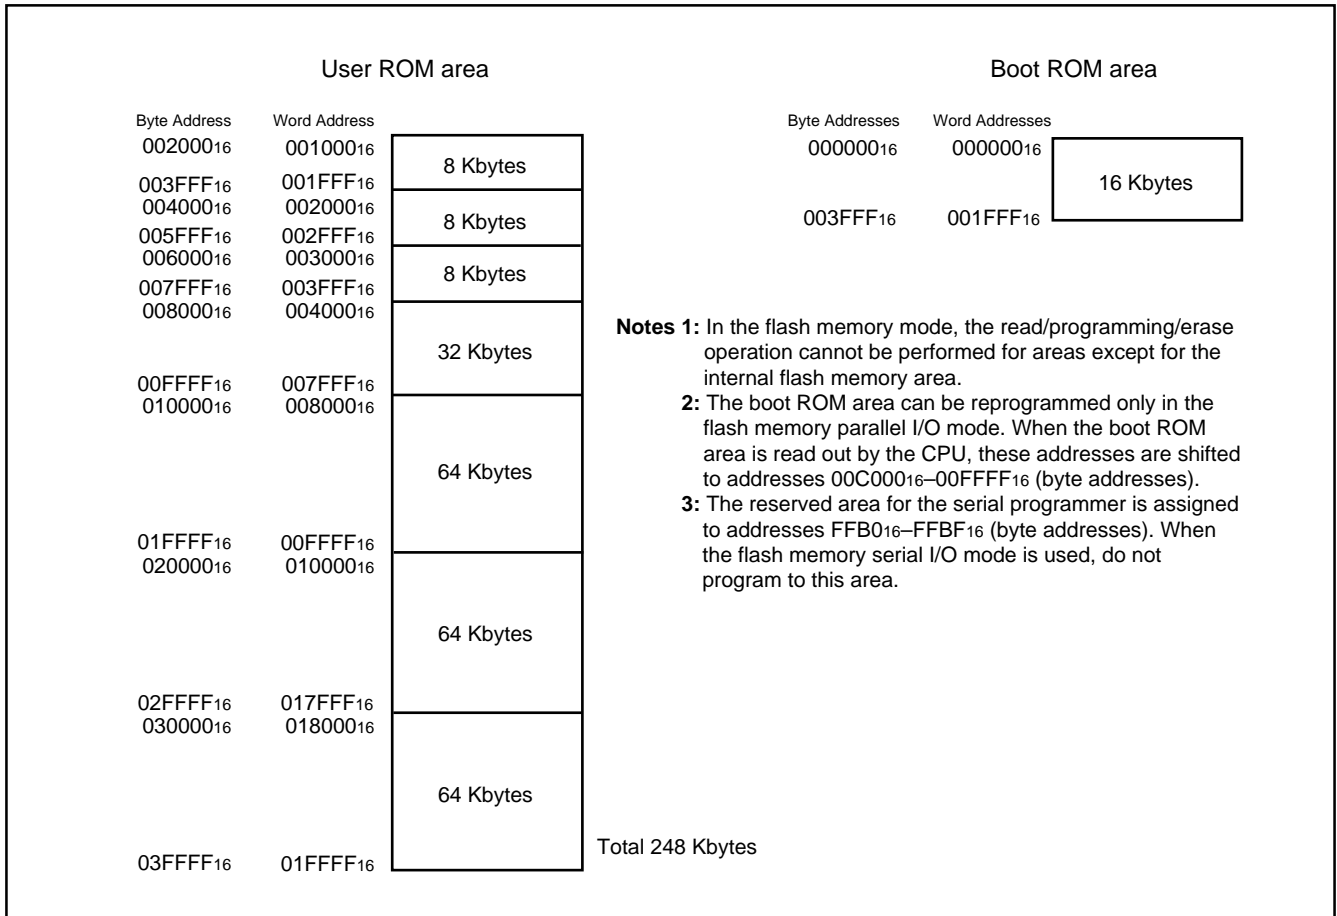 User ROM area
Byte Address Word Address
002000₁₆ 001000₁₆
8 Kbytes
003FFF₁₆ 001FFF₁₆
004000₁₆ 002000₁₆
8 Kbytes
005FFF₁₆ 002FFF₁₆
006000₁₆ 003000₁₆
8 Kbytes
007FFF₁₆ 003FFF₁₆
008000₁₆ 004000₁₆
32 Kbytes
00FFFF₁₆ 007FFF₁₆
010000₁₆ 008000₁₆
64 Kbytes
01FFFF₁₆ 00FFFF₁₆
020000₁₆ 010000₁₆
64 Kbytes
02FFFF₁₆ 017FFF₁₆
030000₁₆ 018000₁₆
64 Kbytes
03FFFF₁₆ 01FFFF₁₆
Total 248 Kbytes
Boot ROM area
Byte Addresses Word Addresses
000000₁₆ 000000₁₆
16 Kbytes
003FFF₁₆ 001FFF₁₆
Notes 1: In the flash memory mode, the read/programming/erase
operation cannot be performed for areas except for the
internal flash memory area.
2: The boot ROM area can be reprogrammed only in the
flash memory parallel I/O mode. When the boot ROM
area is read out by the CPU, these addresses are shifted
to addresses 00C000₁₆–00FFFF₁₆ (byte addresses).
3: The reserved area for the serial programmer is assigned
to addresses FFB0₁₆–FFBF₁₆ (byte addresses). When
the flash memory serial I/O mode is used, do not
program to this area.